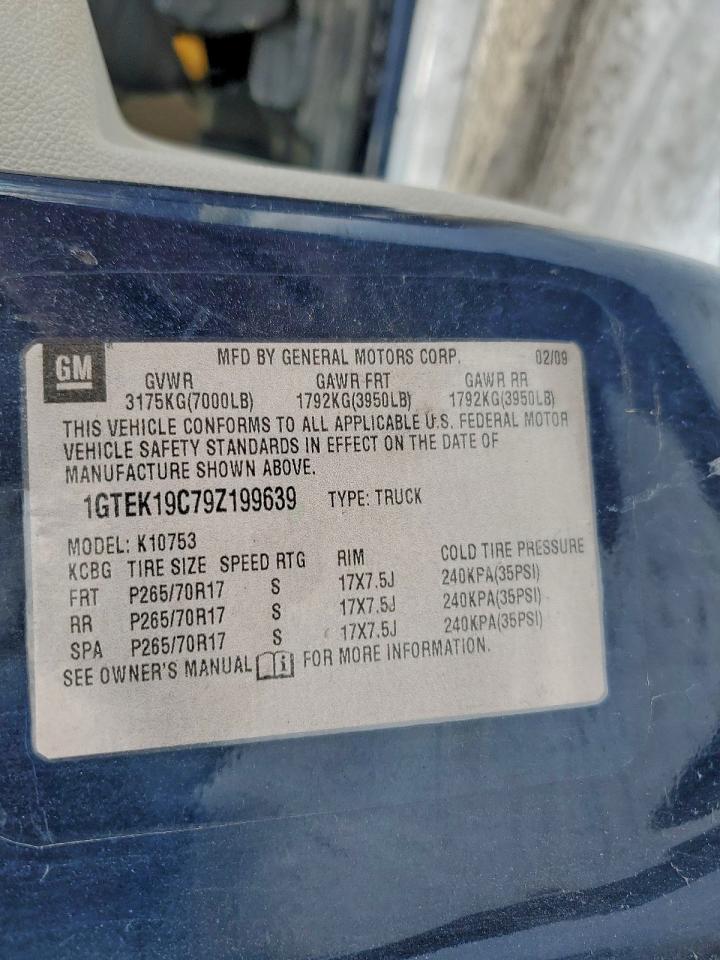 GM
MFD BY GENERAL MOTORS CORP. 02/09
GVWR GAWR FRT GAWR RR
3175KG(7000LB) 1792KG(3950LB) 1792KG(3950LB)
THIS VEHICLE CONFORMS TO ALL APPLICABLE U.S. FEDERAL MOTOR
VEHICLE SAFETY STANDARDS IN EFFECT ON THE DATE OF
MANUFACTURE SHOWN ABOVE.
1GTEK19C79Z199639 TYPE: TRUCK
MODEL: K10753
KCBG TIRE SIZE SPEED RTG RIM COLD TIRE PRESSURE
FRT P265/70R17 S 17X7.5J 240KPA(35PSI)
RR P265/70R17 S 17X7.5J 240KPA(35PSI)
SPA P265/70R17 S 17X7.5J 240KPA(35PSI)
SEE OWNER'S MANUAL i FOR MORE INFORMATION.